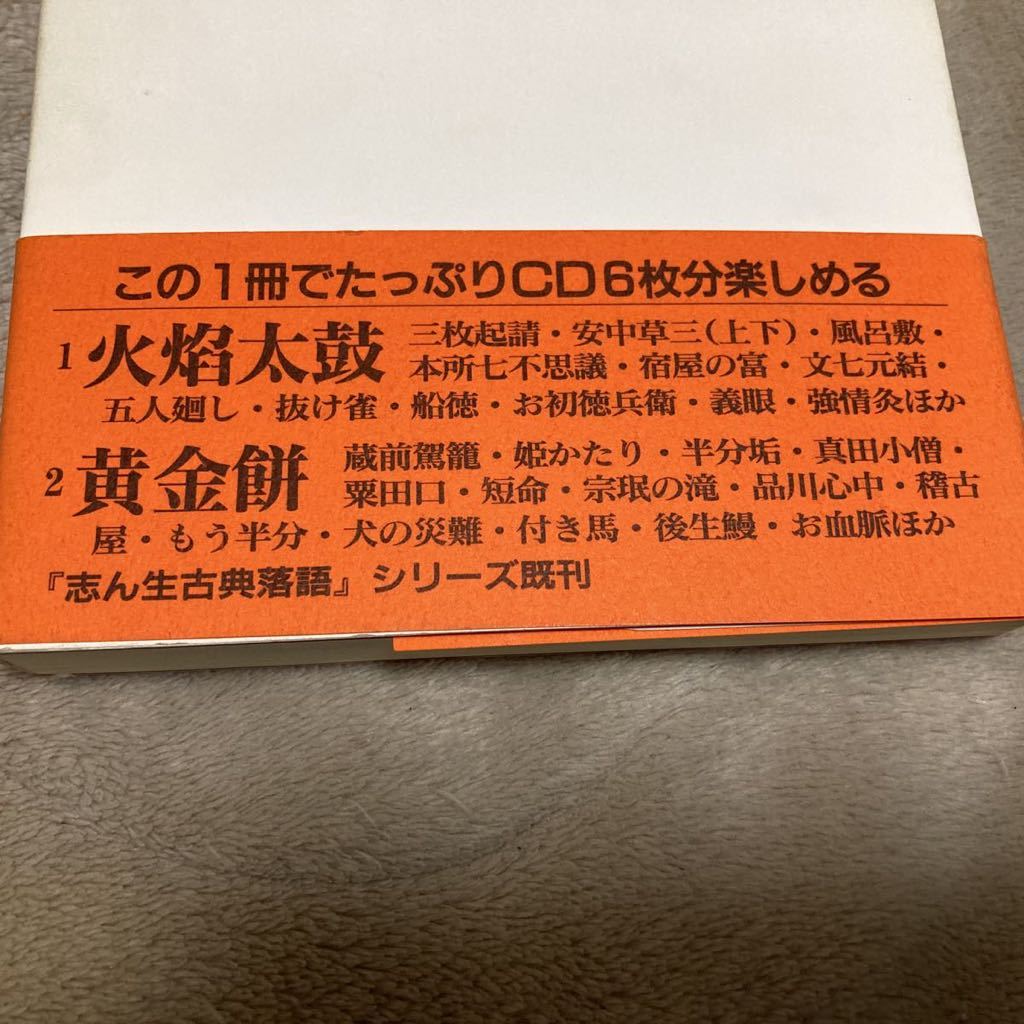 この1冊でたっぷりCD6枚分楽しめる
1 火焔太鼓 三枚起請・安中草三(上下)・風呂敷・
本所七不思議・宿屋の富・文七元結・
五人廻し・抜け雀・船徳・お初徳兵衛・義眼・強情灸ほか
2 黄金餅 蔵前駕籠・姫かたり・半分垢・真田小僧・
粟田口・短命・宗珉の滝・品川心中・稽古
屋・もう半分・犬の災難・付き馬・後生鰻・お血脈ほか
『志ん生古典落語』シリーズ既刊